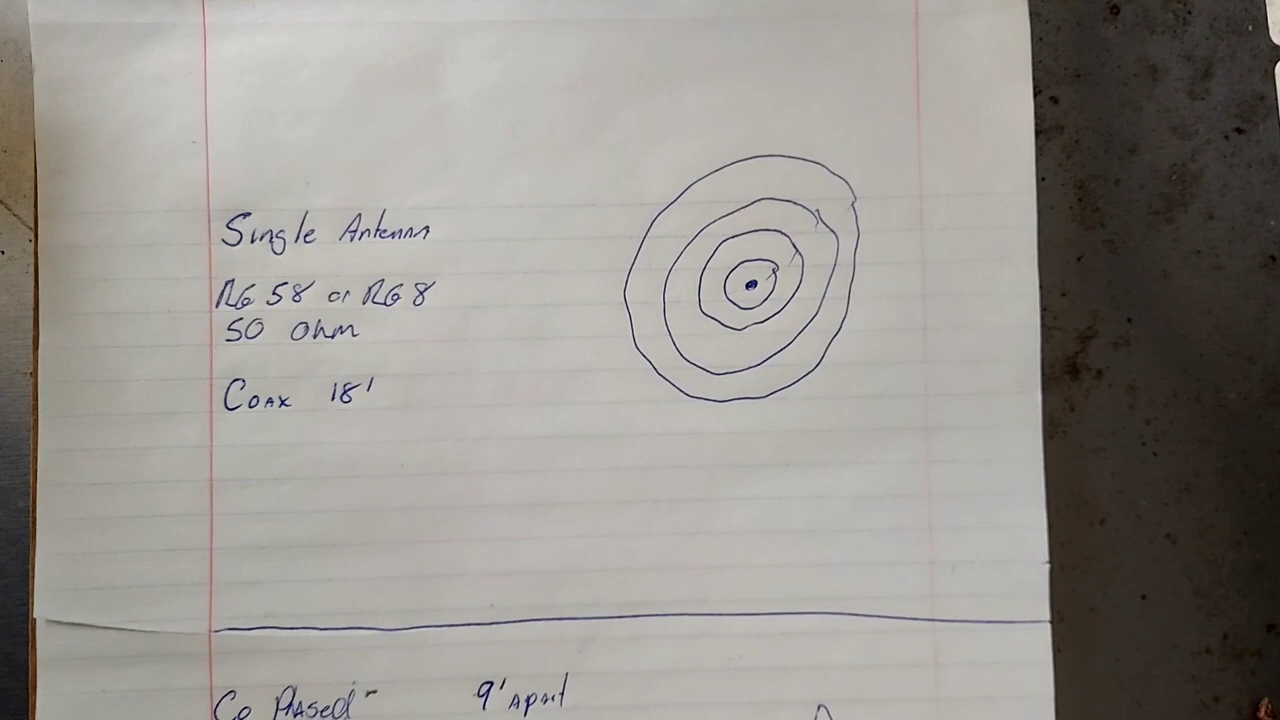 Single Antenna
RG 58 or RG 8
50 Ohm
Coax 18'
Co Phased - 9' Apart